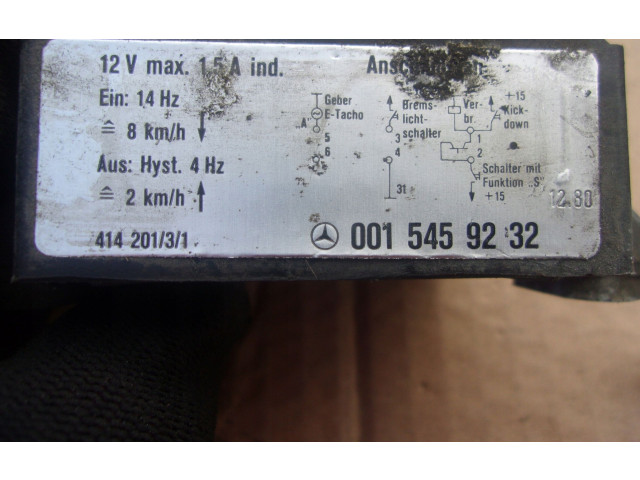 12 V max. 1,5 A ind.
Ein: 14 Hz
≙ 8 km/h ↓
Aus: Hyst. 4 Hz
≙ 2 km/h ↑
414 201/3/1
Geber
E-Tacho
A
5
6
Brems-
licht-
schalter
3
4
31
Ver-
br.
+15
Kick-
down
1
2
Schalter mit
Funktion „S"
+15
12.80
001 545 92 32